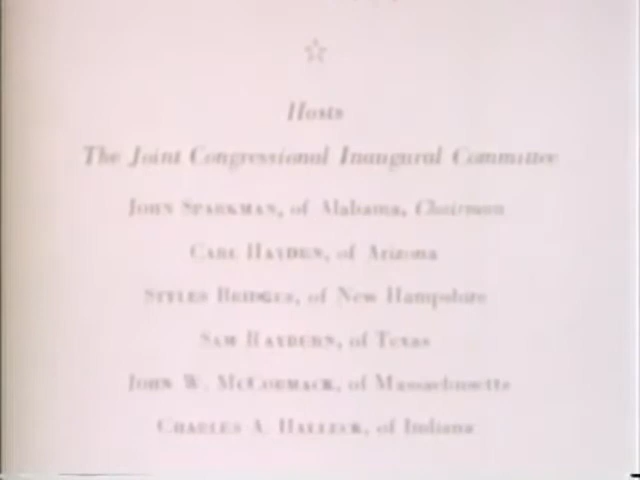 Hosts
The Joint Congressional Inaugural Committee
JOHN SPARKMAN, of Alabama, Chairman
CARL HAYDEN, of Arizona
STYLES BRIDGES, of New Hampshire
SAM RAYBURN, of Texas
JOHN W. MCCORMACK, of Massachusetts
CHARLES A. HALLECK, of Indiana